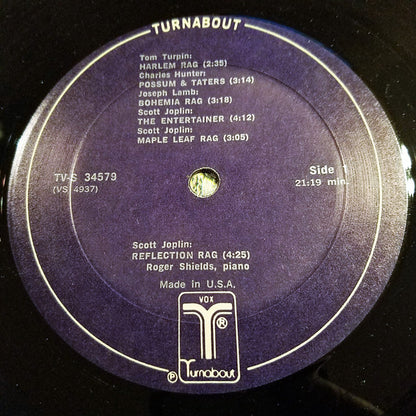 TURNABOUT
Tom Turpin:
HARLEM RAG (2:35)
Charles Hunter:
POSSUM & TATERS (3:14)
Joseph Lamb:
BOHEMIA RAG (3:18)
Scott Joplin:
THE ENTERTAINER (4:12)
Scott Joplin:
MAPLE LEAF RAG (3:05)
TV-S 34579
(VS 4937)
Side
21:19 min.
Scott Joplin:
REFLECTION RAG (4:25)
Roger Shields, piano
Made in U.S.A.
VOX
T ®
℗ Turnabout